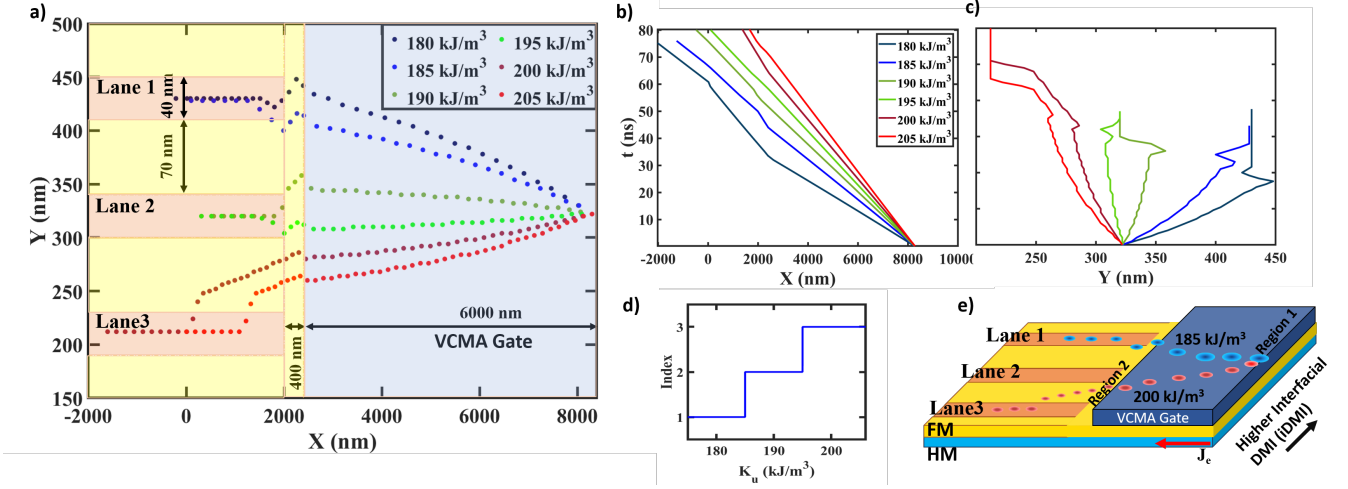 a)
500
450
400
350
300
250
200
150
Y (nm)
-2000
0
2000
4000
6000
8000
X (nm)
180 kJ/m³
185 kJ/m³
190 kJ/m³
195 kJ/m³
200 kJ/m³
205 kJ/m³
Lane 1
40 nm
70 nm
Lane 2
Lane3
400 nm
6000 nm
VCMA Gate
b)
80
70
60
50
40
30
20
10
t (ns)
-2000
0
2000
4000
6000
8000
10000
X (nm)
180 kJ/m³
185 kJ/m³
190 kJ/m³
195 kJ/m³
200 kJ/m³
205 kJ/m³
c)
250
300
350
400
450
Y (nm)
d)
3
2
1
Index
180
190
200
Kᵤ (kJ/m³)
e)
Lane 1
Lane 2
Lane3
185 kJ/m³
Region 1
Region 2
200 kJ/m³
VCMA Gate
FM
HM
Jₑ
Higher Interfacial
DMI (iDMI)